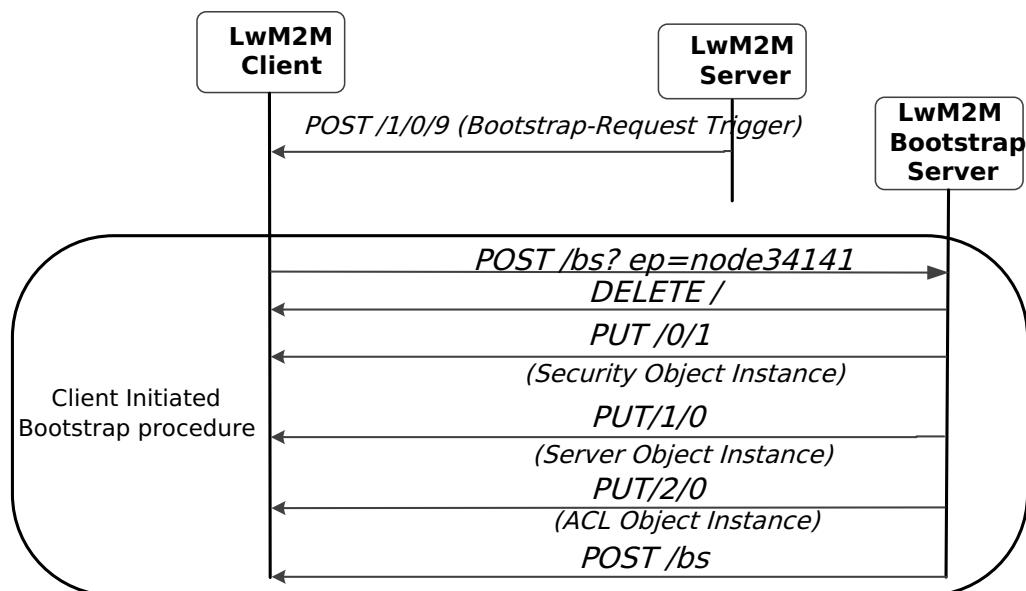 LwM2M
Client
LwM2M
Server
LwM2M
Bootstrap
Server
POST /1/0/9 (Bootstrap-Request Trigger)
POST /bs? ep=node34141
DELETE /
PUT /0/1
(Security Object Instance)
Client Initiated
Bootstrap procedure
PUT/1/0
(Server Object Instance)
PUT/2/0
(ACL Object Instance)
POST /bs